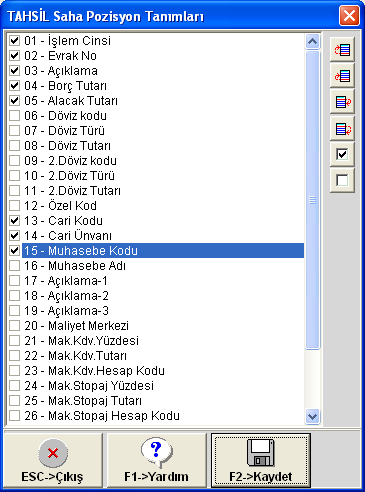 TAHSİL Saha Pozisyon Tanımları
01 - İşlem Cinsi
02 - Evrak No
03 - Açıklama
04 - Borç Tutarı
05 - Alacak Tutarı
06 - Döviz kodu
07 - Döviz Türü
08 - Döviz Tutarı
09 - 2.Döviz kodu
10 - 2.Döviz Türü
11 - 2.Döviz Tutarı
12 - Özel Kod
13 - Cari Kodu
14 - Cari Ünvanı
15 - Muhasebe Kodu
16 - Muhasebe Adı
17 - Açıklama-1
18 - Açıklama-2
19 - Açıklama-3
20 - Maliyet Merkezi
21 - Mak.Kdv.Yüzdesi
22 - Mak.Kdv.Tutarı
23 - Mak.Kdv.Hesap Kodu
24 - Mak.Stopaj Yüzdesi
25 - Mak.Stopaj Tutarı
26 - Mak.Stopaj Hesap Kodu
ESC->Çıkış
F1->Yardım
F2->Kaydet